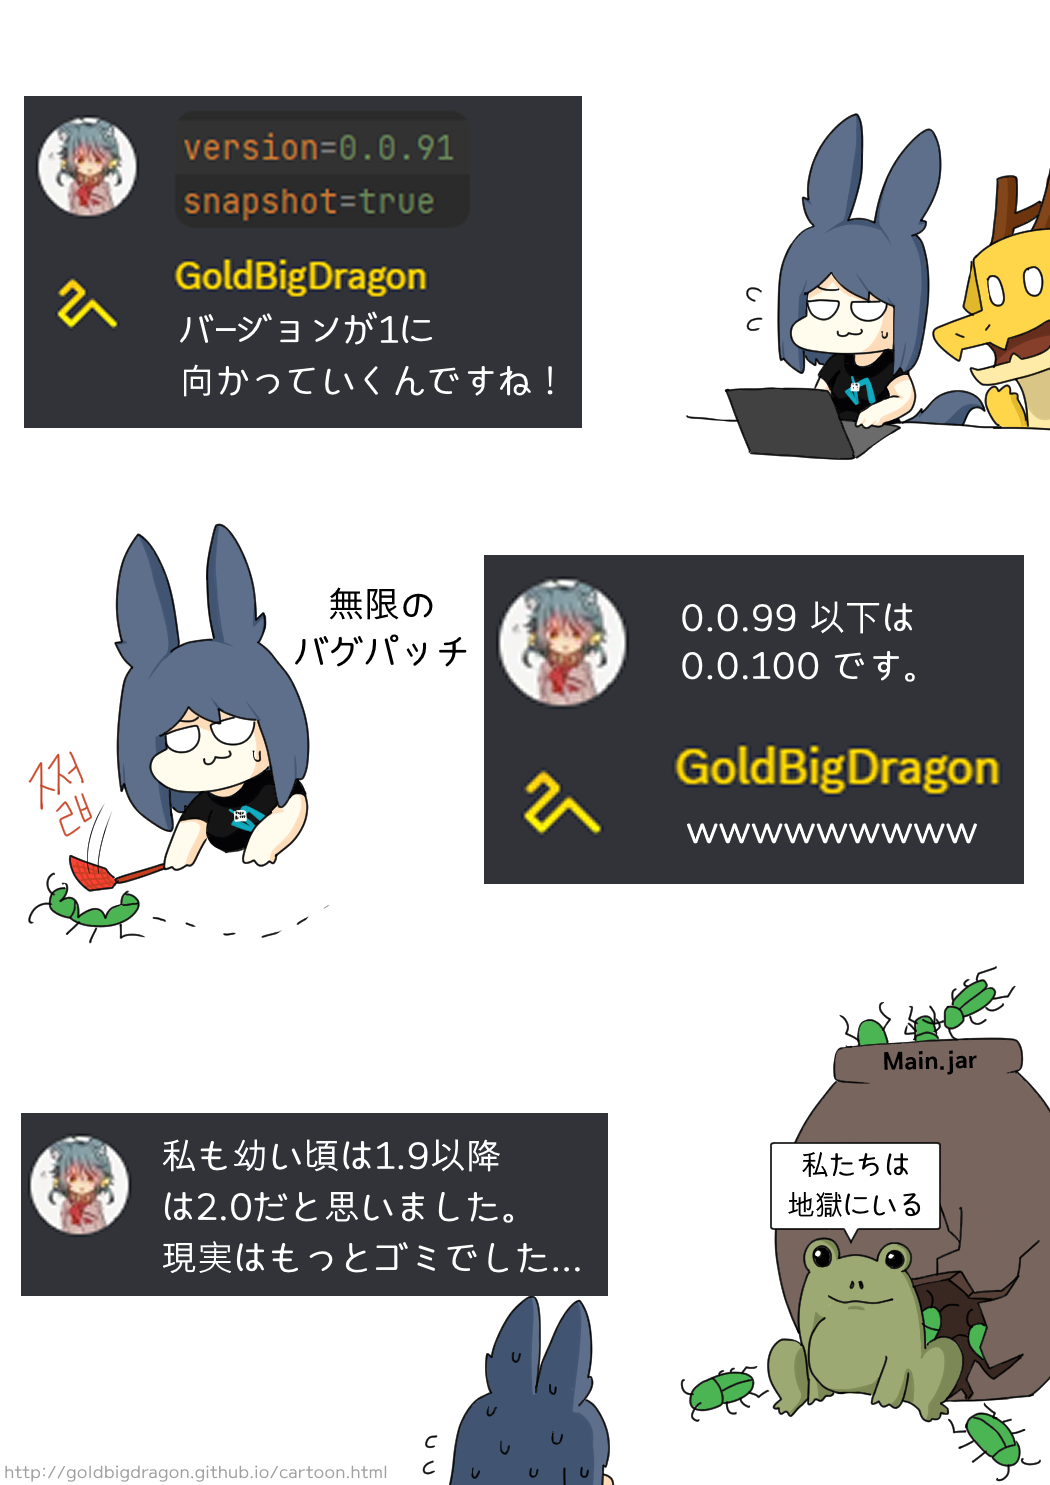 version=0.0.91
snapshot=true
GoldBigDragon
バージョンが1に
向かっていくんですね！
無限の
バグパッチ
쩔
0.0.99 以下は
0.0.100 です。
GoldBigDragon
wwwwwwwww
Main.jar
私も幼い頃は1.9以降
は2.0だと思いました。
現実はもっとゴミでした...
私たちは
地獄にいる
http://goldbigdragon.github.io/cartoon.html